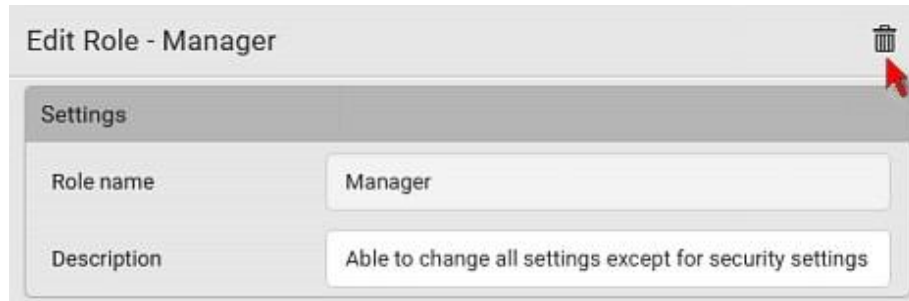 Edit Role - Manager
Settings
Role name
Manager
Description
Able to change all settings except for security settings